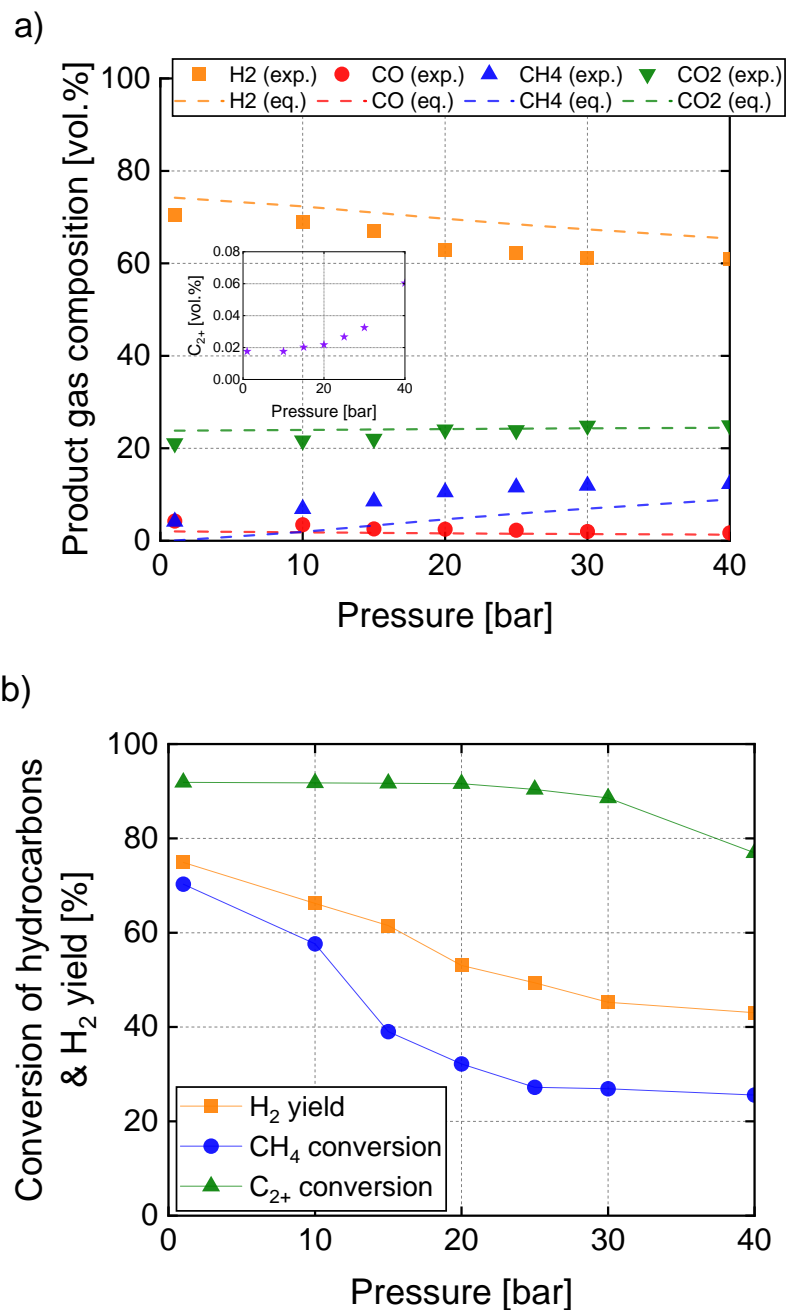 a)
H2 (exp.) CO (exp.) CH4 (exp.) CO2 (exp.)
H2 (eq.) CO (eq.) CH4 (eq.) CO2 (eq.)
Product gas composition [vol.%]
100
80
60
40
20
0
C2+ [vol.%]
0.08
0.06
0.04
0.02
0.00
0 20 40
Pressure [bar]
0 10 20 30 40
Pressure [bar]
b)
Conversion of hydrocarbons
& H2 yield [%]
100
80
60
40
20
0
H2 yield
CH4 conversion
C2+ conversion
0 10 20 30 40
Pressure [bar]